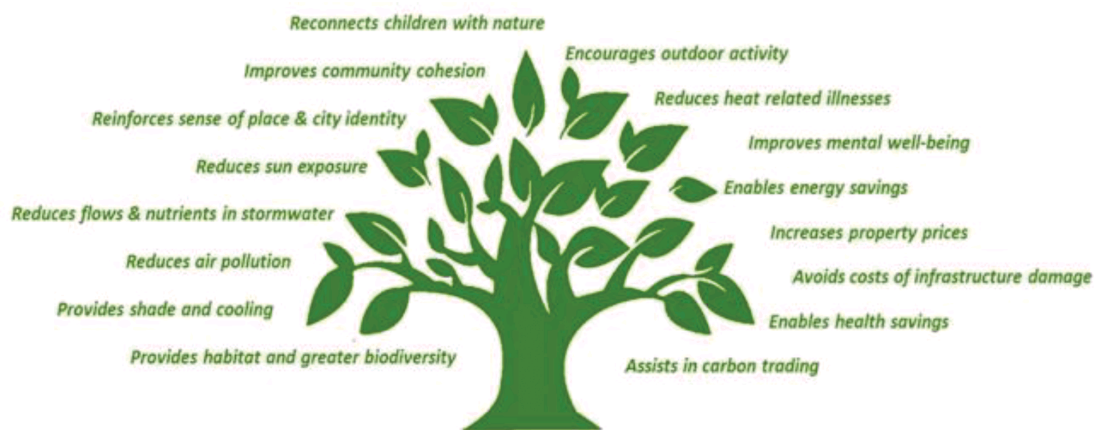 Reconnects children with nature
Encourages outdoor activity
Improves community cohesion
Reduces heat related illnesses
Reinforces sense of place & city identity
Improves mental well-being
Reduces sun exposure
Enables energy savings
Reduces flows & nutrients in stormwater
Increases property prices
Reduces air pollution
Avoids costs of infrastructure damage
Provides shade and cooling
Enables health savings
Provides habitat and greater biodiversity
Assists in carbon trading